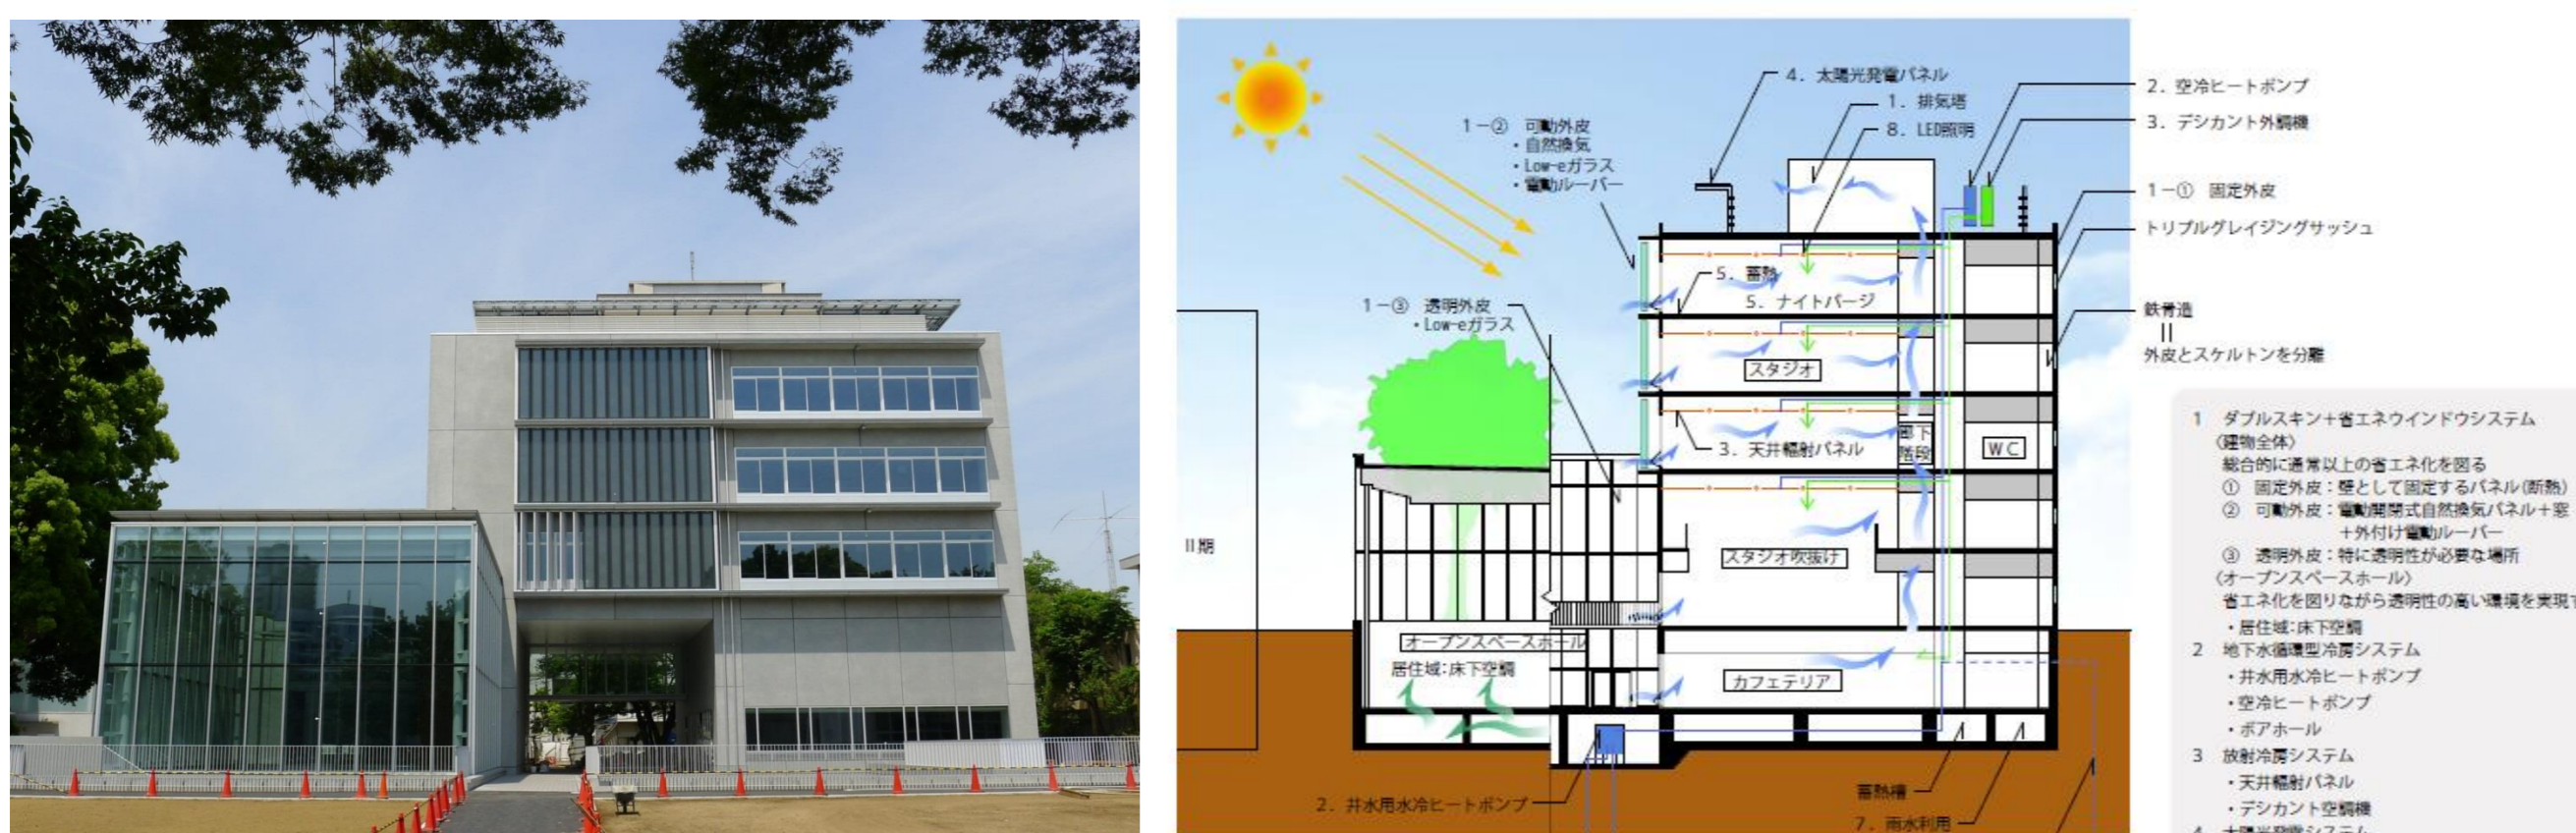 4. 太陽光発電パネル
1. 排気塔
8. LED照明
1－② 可動外皮
・自然換気
・Low-eガラス
・電動ルーバー
2. 空冷ヒートポンプ
3. デシカント外調機
1－① 固定外皮
トリプルグレイジングサッシュ
1－③ 透明外皮
・Low-eガラス
5. 蓄熱
5. ナイトパージ
鉄骨造
||
外皮とスケルトンを分離
スタジオ
3. 天井輻射パネル
廊下
階段
WC
II期
スタジオ吹抜け
オープンスペースホール
居住域:床下空調
カフェテリア
2. 井水用水冷ヒートポンプ
蓄熱槽
7. 雨水利用
1 ダブルスキン＋省エネウインドウシステム
〈建物全体〉
総合的に通常以上の省エネ化を図る
① 固定外皮：壁として固定するパネル(断熱)
② 可動外皮：電動開閉式自然換気パネル＋窓
＋外付け電動ルーバー
③ 透明外皮：特に透明性が必要な場所
〈オープンスペースホール〉
省エネ化を図りながら透明性の高い環境を実現す
・居住域:床下空調
2 地下水循環型冷房システム
・井水用水冷ヒートポンプ
・空冷ヒートポンプ
・ボアホール
3 放射冷房システム
・天井輻射パネル
・デシカント空調機
4 太陽光発電システム